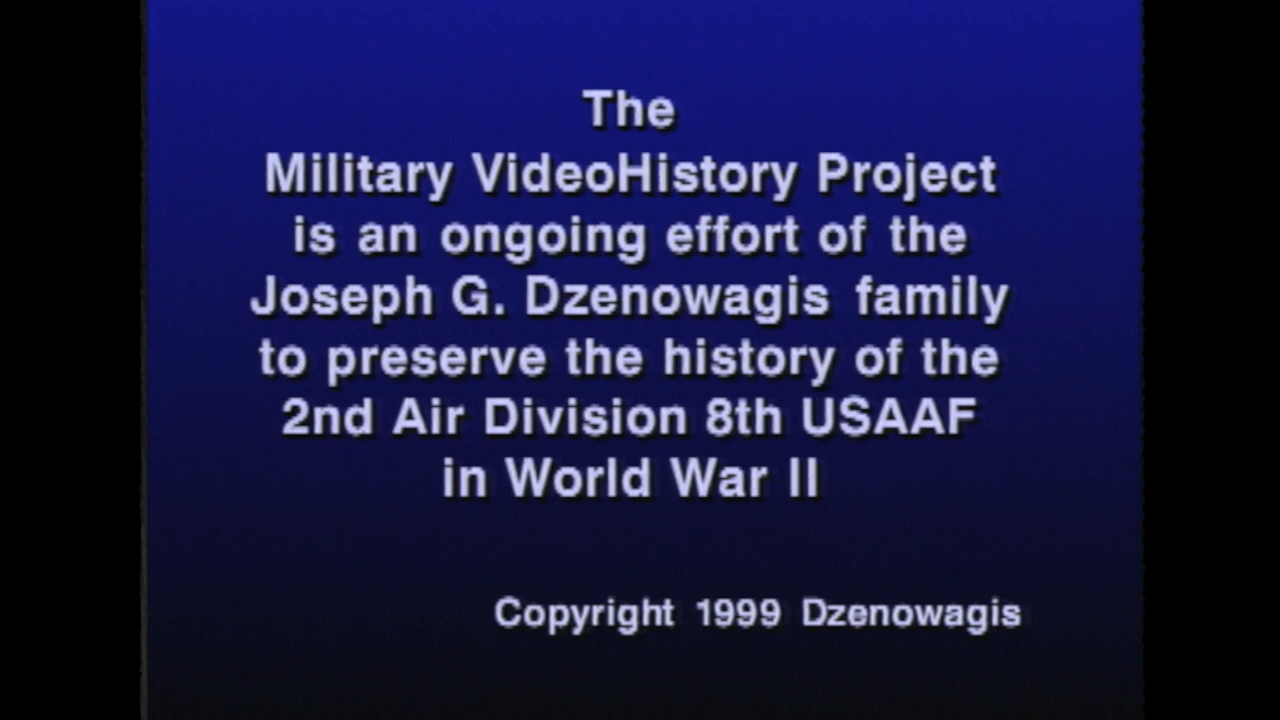 The
Military VideoHistory Project
is an ongoing effort of the
Joseph G. Dzenowagis family
to preserve the history of the
2nd Air Division 8th USAAF
in World War II
Copyright 1999 Dzenowagis